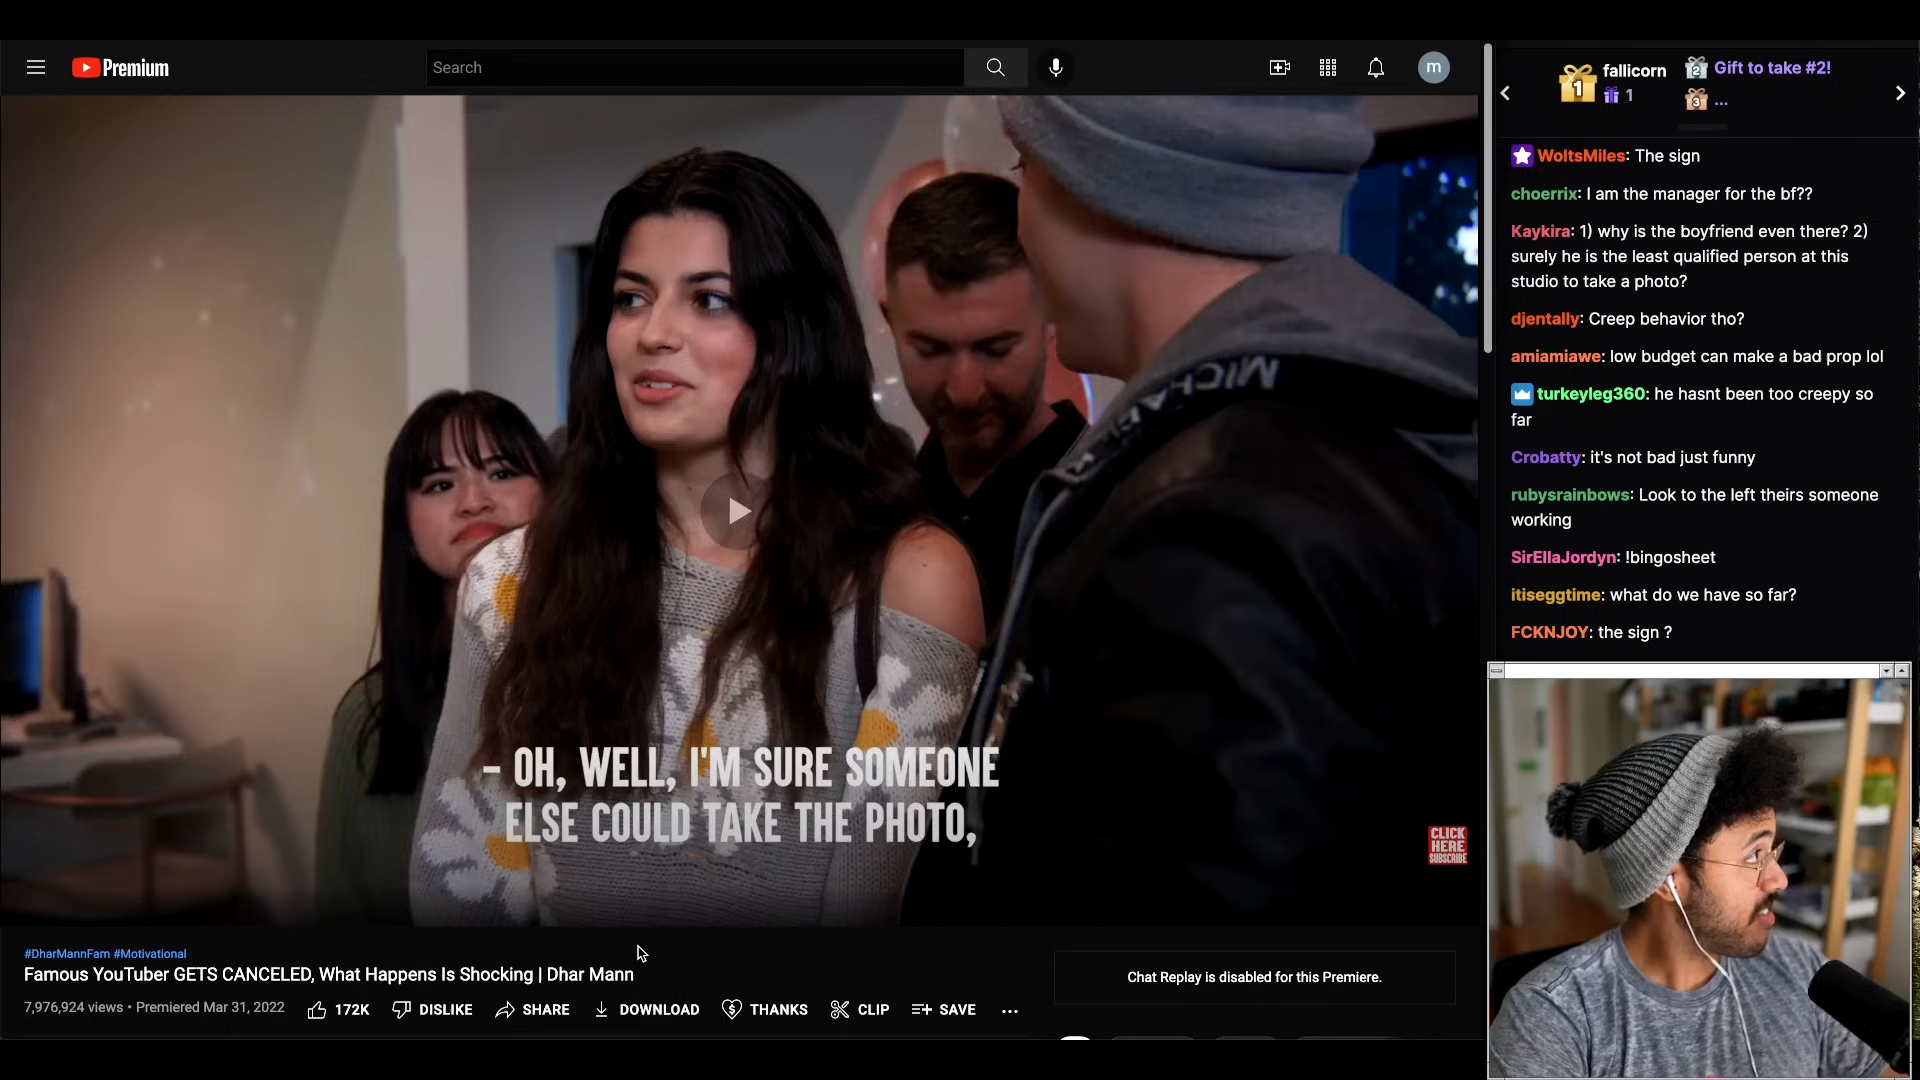 Premium
Search
m
1
fallicorn
1
2
Gift to take #2!
3
...
WoltsMiles: The sign
choerrix: I am the manager for the bf??
Kaykira: 1) why is the boyfriend even there? 2)
surely he is the least qualified person at this
studio to take a photo?
djentally: Creep behavior tho?
amiamiawe: low budget can make a bad prop lol
turkeyleg360: he hasnt been too creepy so
far
Crobatty: it's not bad just funny
rubysrainbows: Look to the left theirs someone
working
SirEllaJordyn: !bingosheet
itiseggtime: what do we have so far?
FCKNJOY: the sign ?
- OH, WELL, I'M SURE SOMEONE
ELSE COULD TAKE THE PHOTO,
CLICK
HERE
SUBSCRIBE
#DharMannFam #Motivational
Famous YouTuber GETS CANCELED, What Happens Is Shocking | Dhar Mann
7,976,924 views • Premiered Mar 31, 2022
172K
DISLIKE
SHARE
DOWNLOAD
THANKS
CLIP
SAVE
...
Chat Replay is disabled for this Premiere.